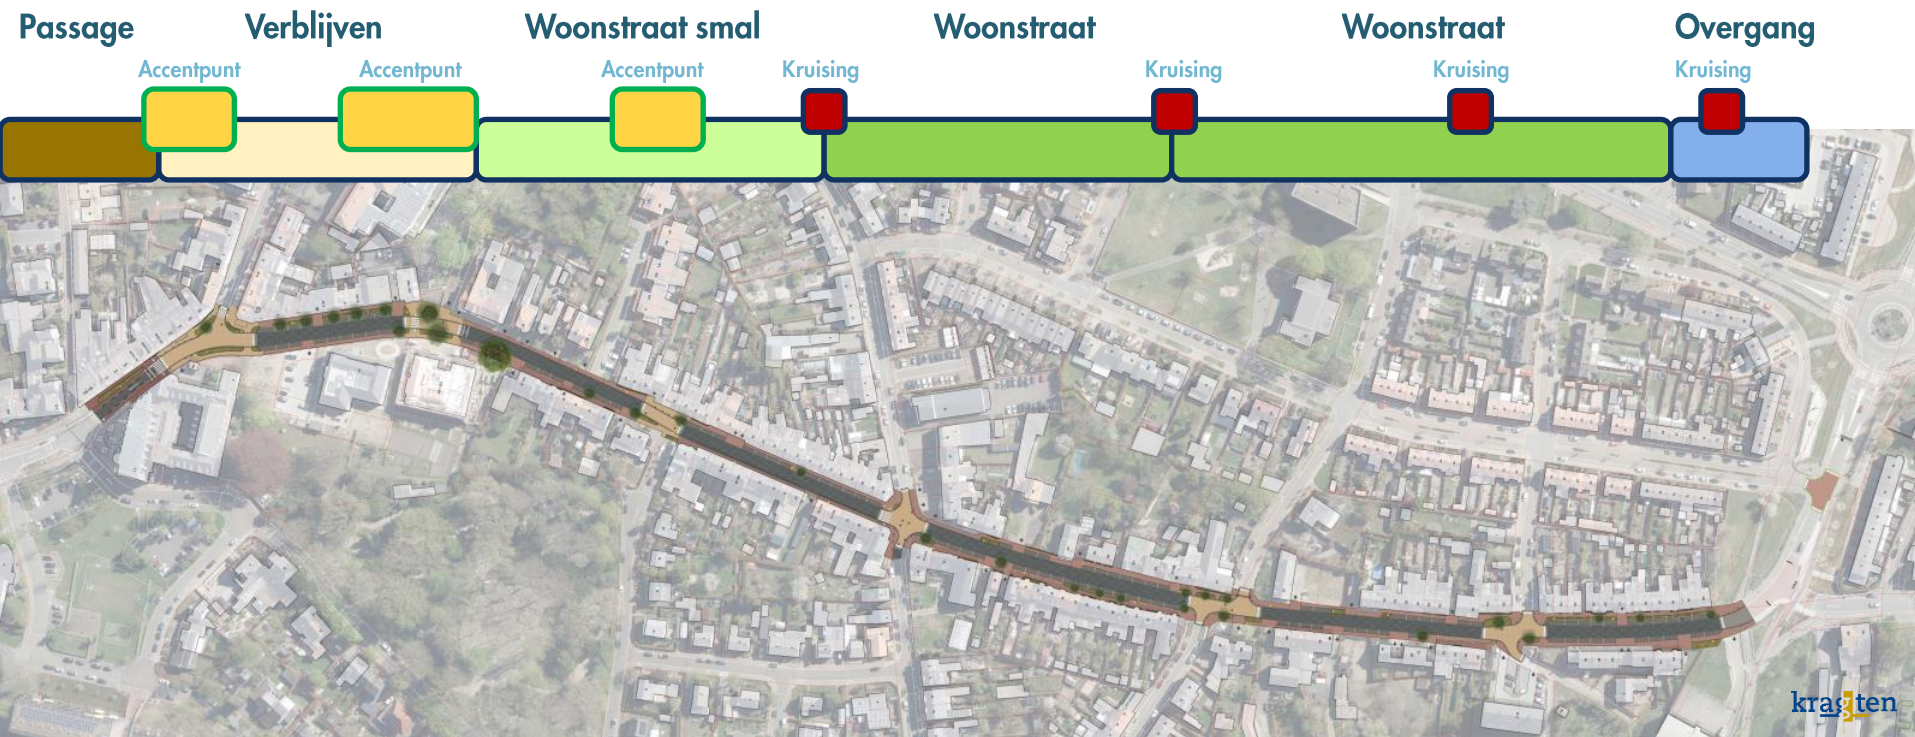 Passage Verblijven Woonstraat smal Woonstraat Woonstraat Overgang
Accentpunt Accentpunt Accentpunt Kruising Kruising Kruising Kruising
kragten